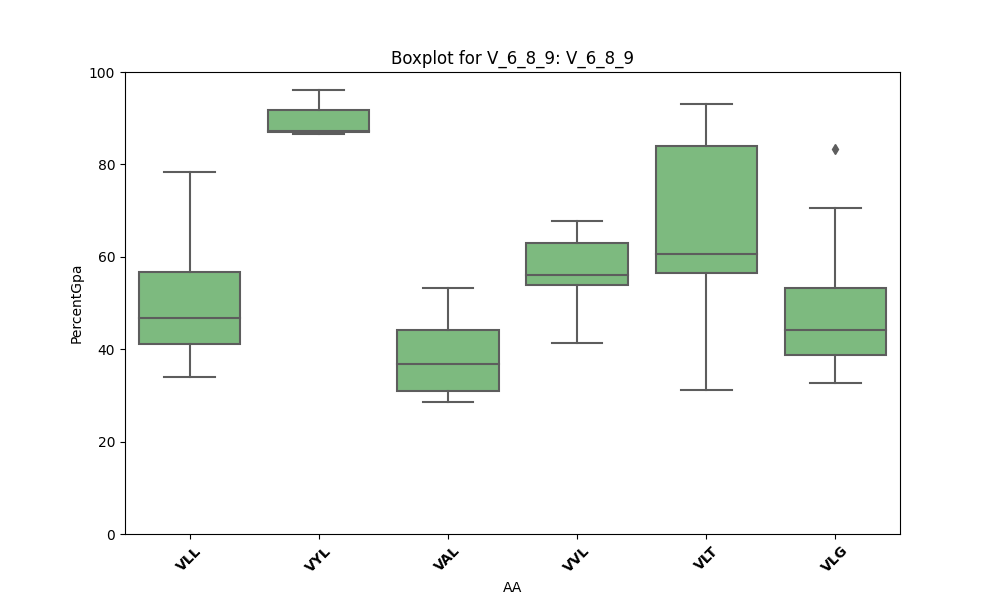 Boxplot for V_6_8_9: V_6_8_9
100
80
60
40
20
0
PercentGpa
VLL
VYL
VAL
VVL
VLT
VLG
AA